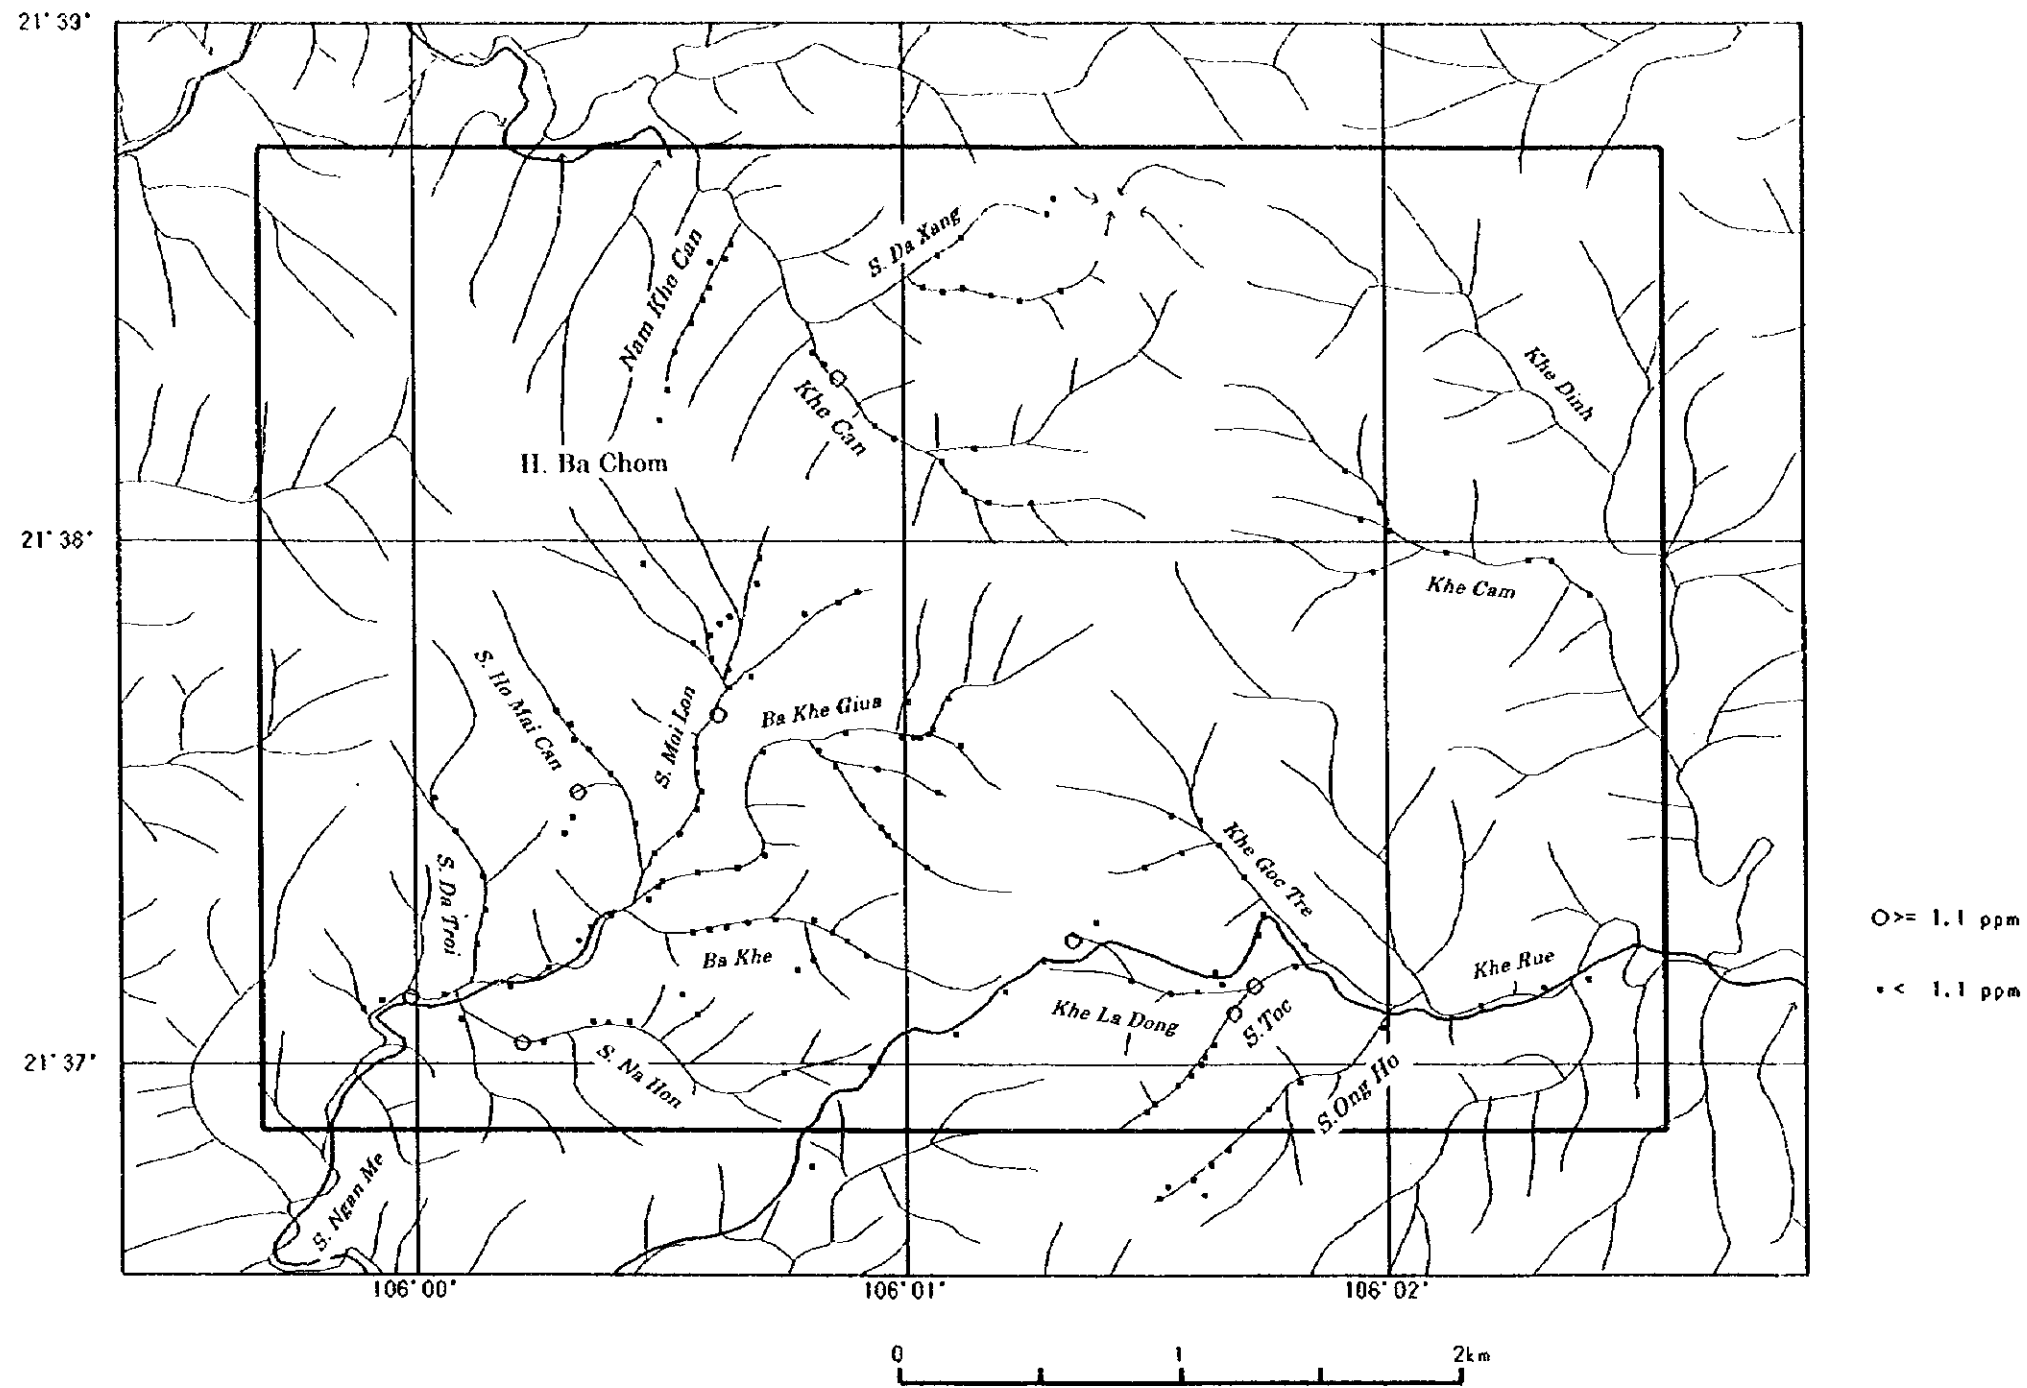 21°39'
S. Da Xang
Nam Khe Can
Khe Dinh
Khe Can
H. Ba Chom
21°38'
Khe Cam
S. Ho Mai Can
S. Moi Lon
Ba Khe Giua
Khe Goc Tre
S. Da Troi
○>= 1.1 ppm
Ba Khe
Khe Rue
• < 1.1 ppm
Khe La Dong
S. Toc
21°37'
S. Na Hon
S. Ong Ho
S. Ngan Me
106°00'
106°01'
106°02'
0 1 2km